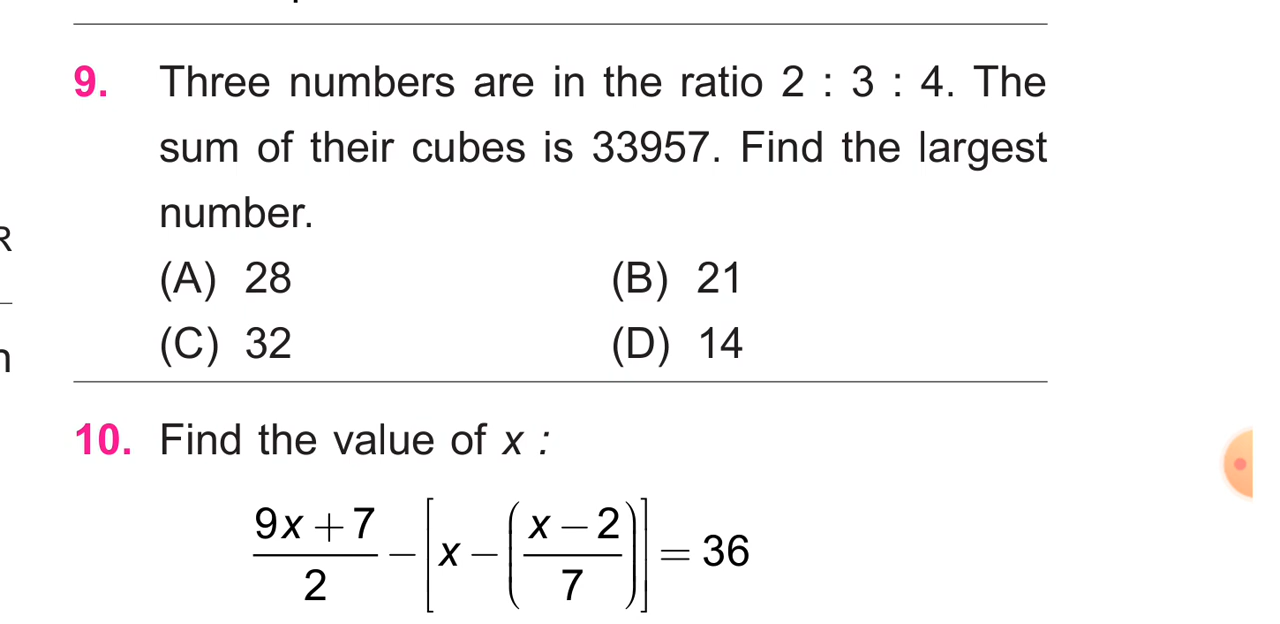 9. Three numbers are in the ratio 2 : 3 : 4. The
sum of their cubes is 33957. Find the largest
number.
(A) 28 (B) 21
(C) 32 (D) 14
10. Find the value of x :
(9x + 7)/2 − [x − ((x − 2)/7)] = 36